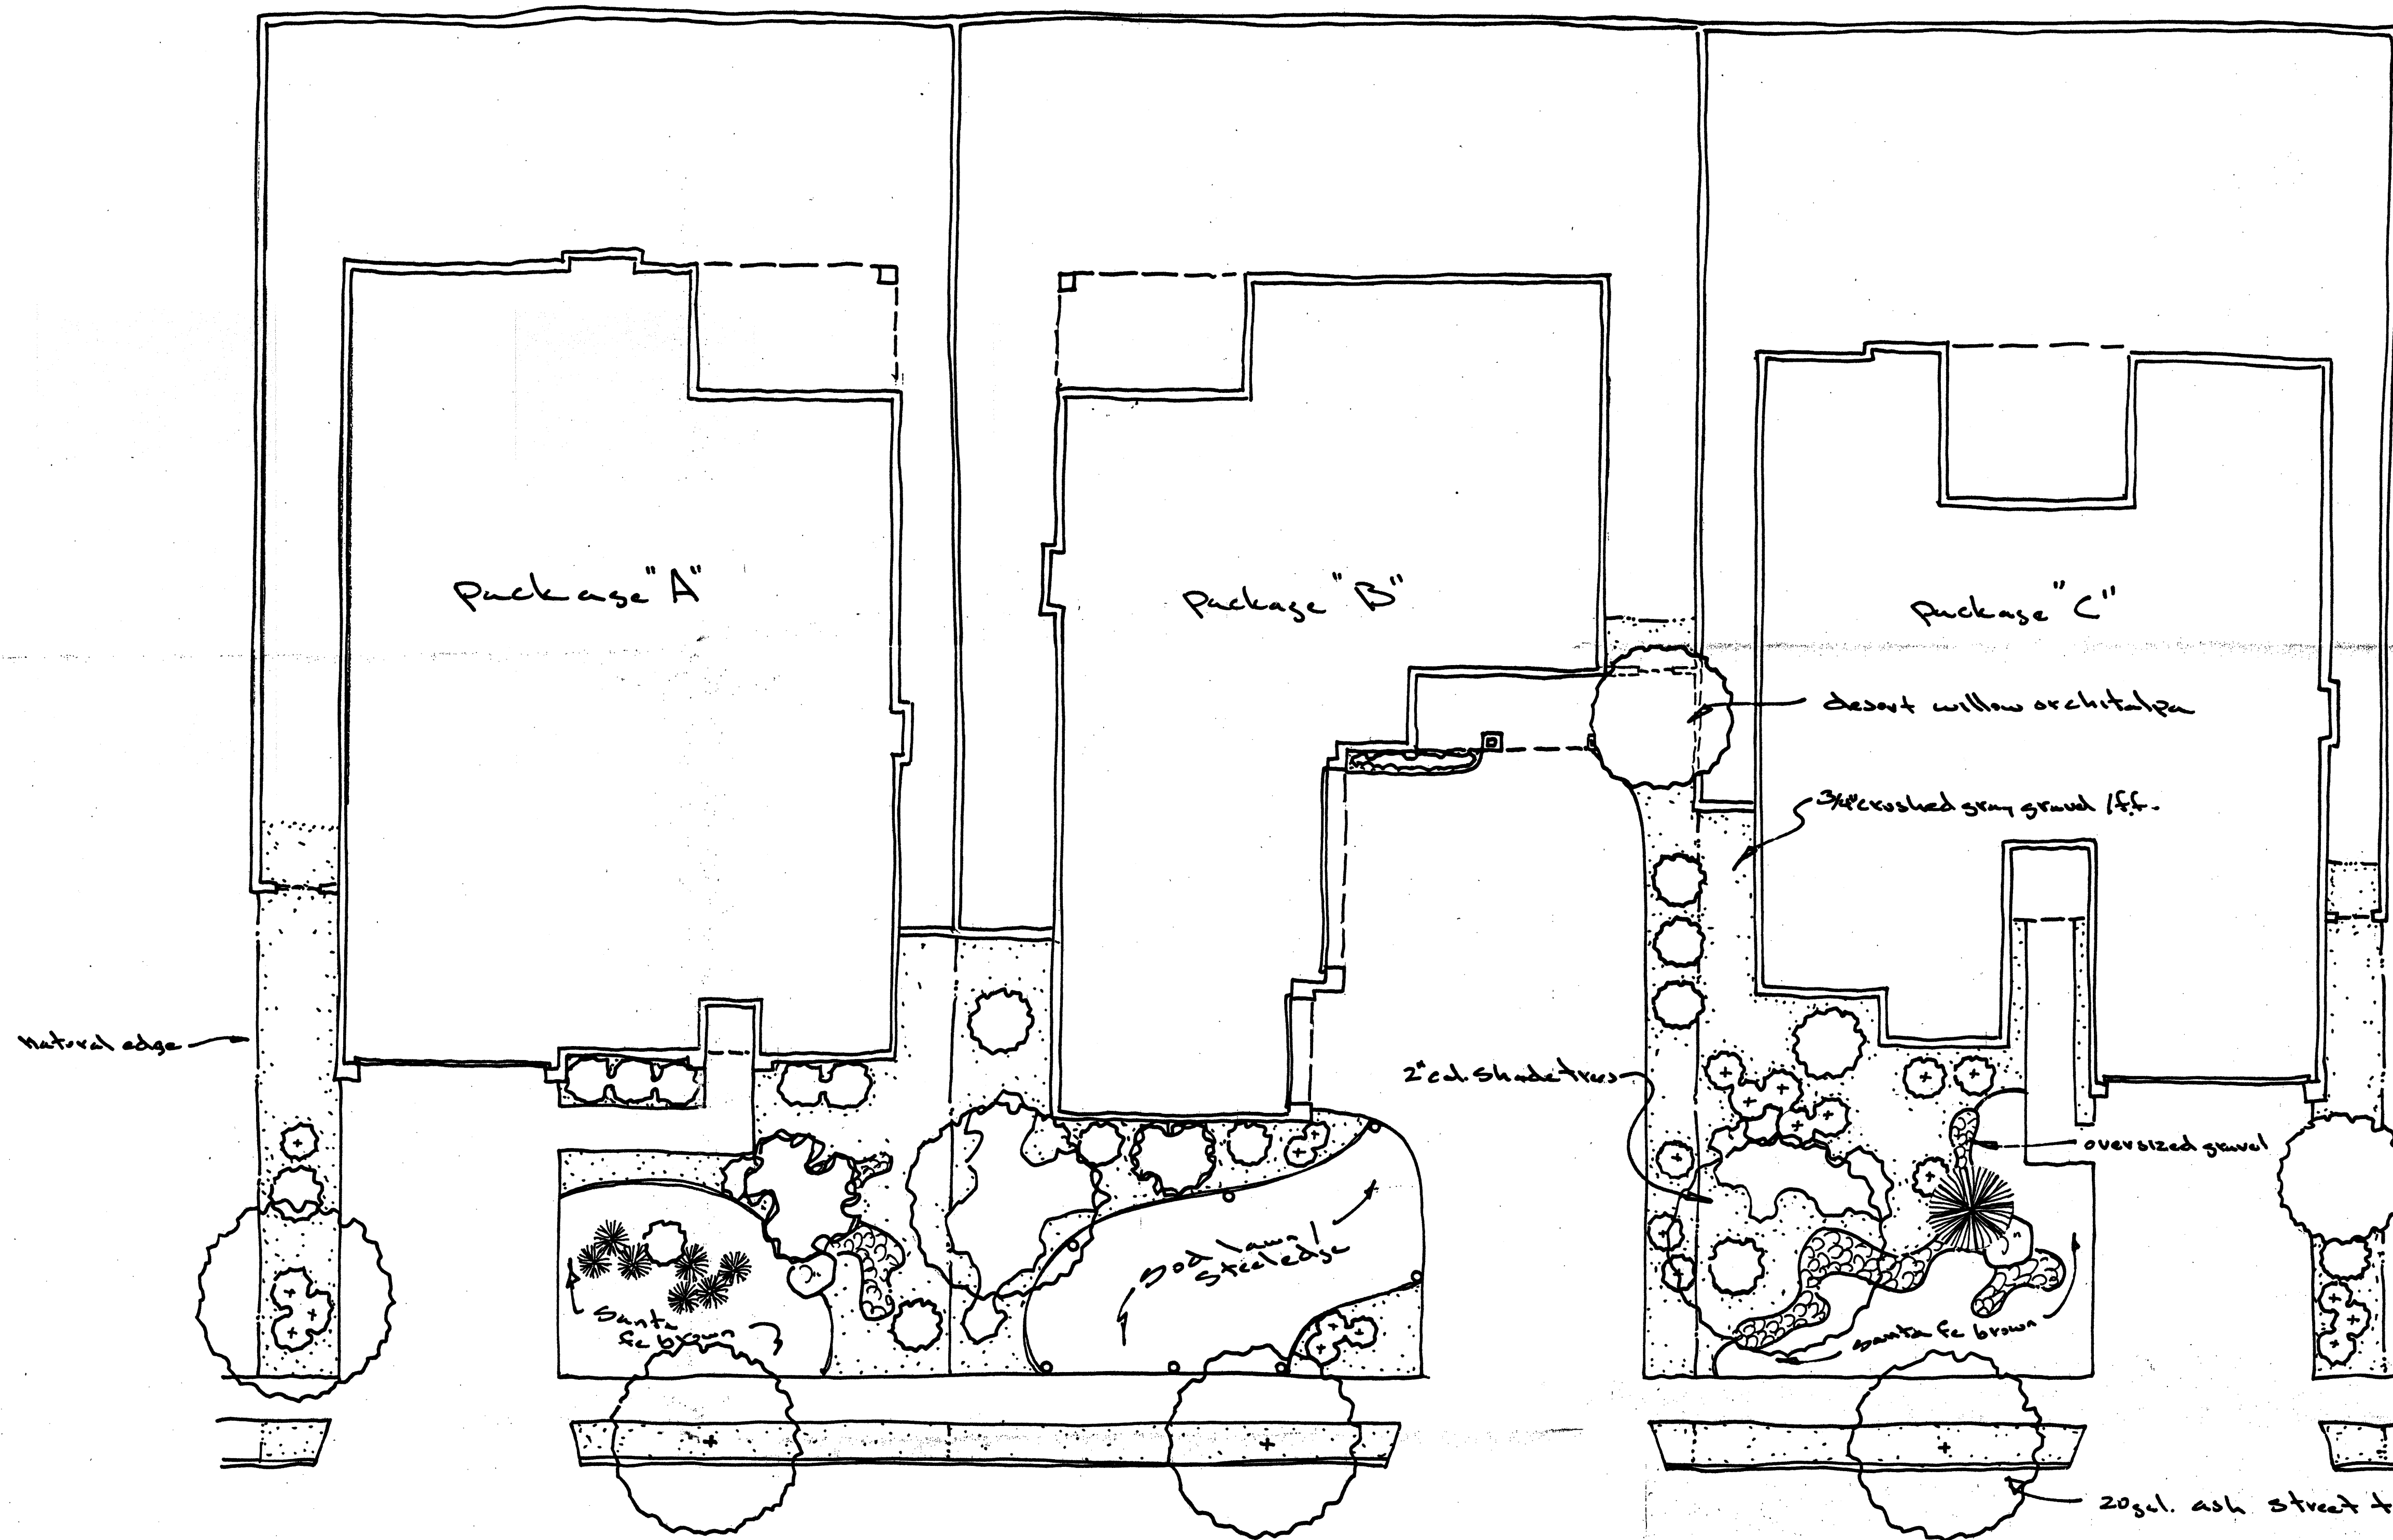 package "A"
package "B"
package "C"
desert willow or chitalpa
3/4" crushed gray gravel / f.f.
natural edge
2" cal. shade trees
oversized gravel
sod lawn /
steel edge
santa
fe brown
santa fe brown
20 gal. ash street t